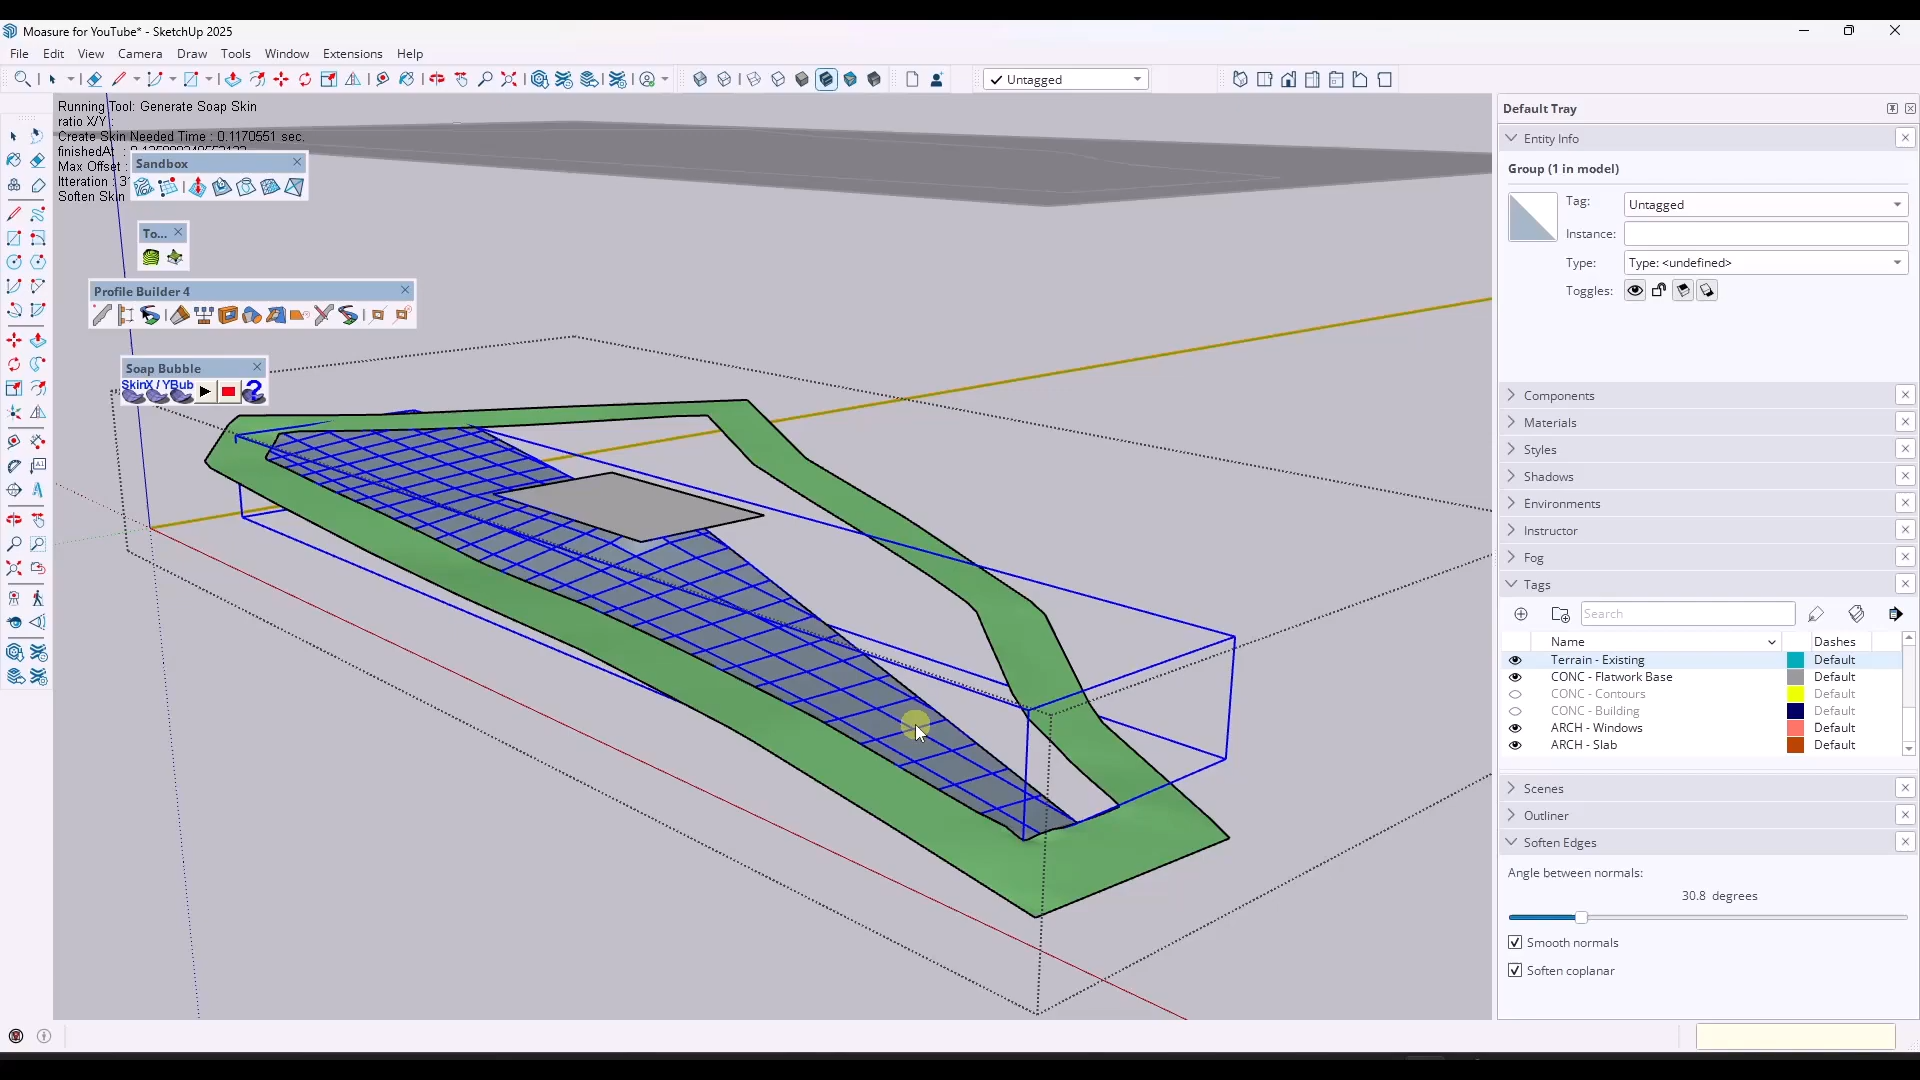 Moasure for YouTube* - SketchUp 2025
File Edit View Camera Draw Tools Window Extensions Help
Untagged
Running Tool: Generate Soap Skin
ratio X/Y :
Create Skin Needed Time : 0.1170551 sec.
finishedAt :
Max Offset :
Itteration : 3
Soften Skin
Sandbox
To...
Profile Builder 4
Soap Bubble
Skin X / Y Bub
?
Default Tray
Entity Info
Group (1 in model)
Tag: Untagged
Instance:
Type: Type: <undefined>
Toggles:
Components
Materials
Styles
Shadows
Environments
Instructor
Fog
Tags
Search
Name Dashes
Terrain - Existing Default
CONC - Flatwork Base Default
CONC - Contours Default
CONC - Building Default
ARCH - Windows Default
ARCH - Slab Default
Scenes
Outliner
Soften Edges
Angle between normals:
30.8 degrees
Smooth normals
Soften coplanar